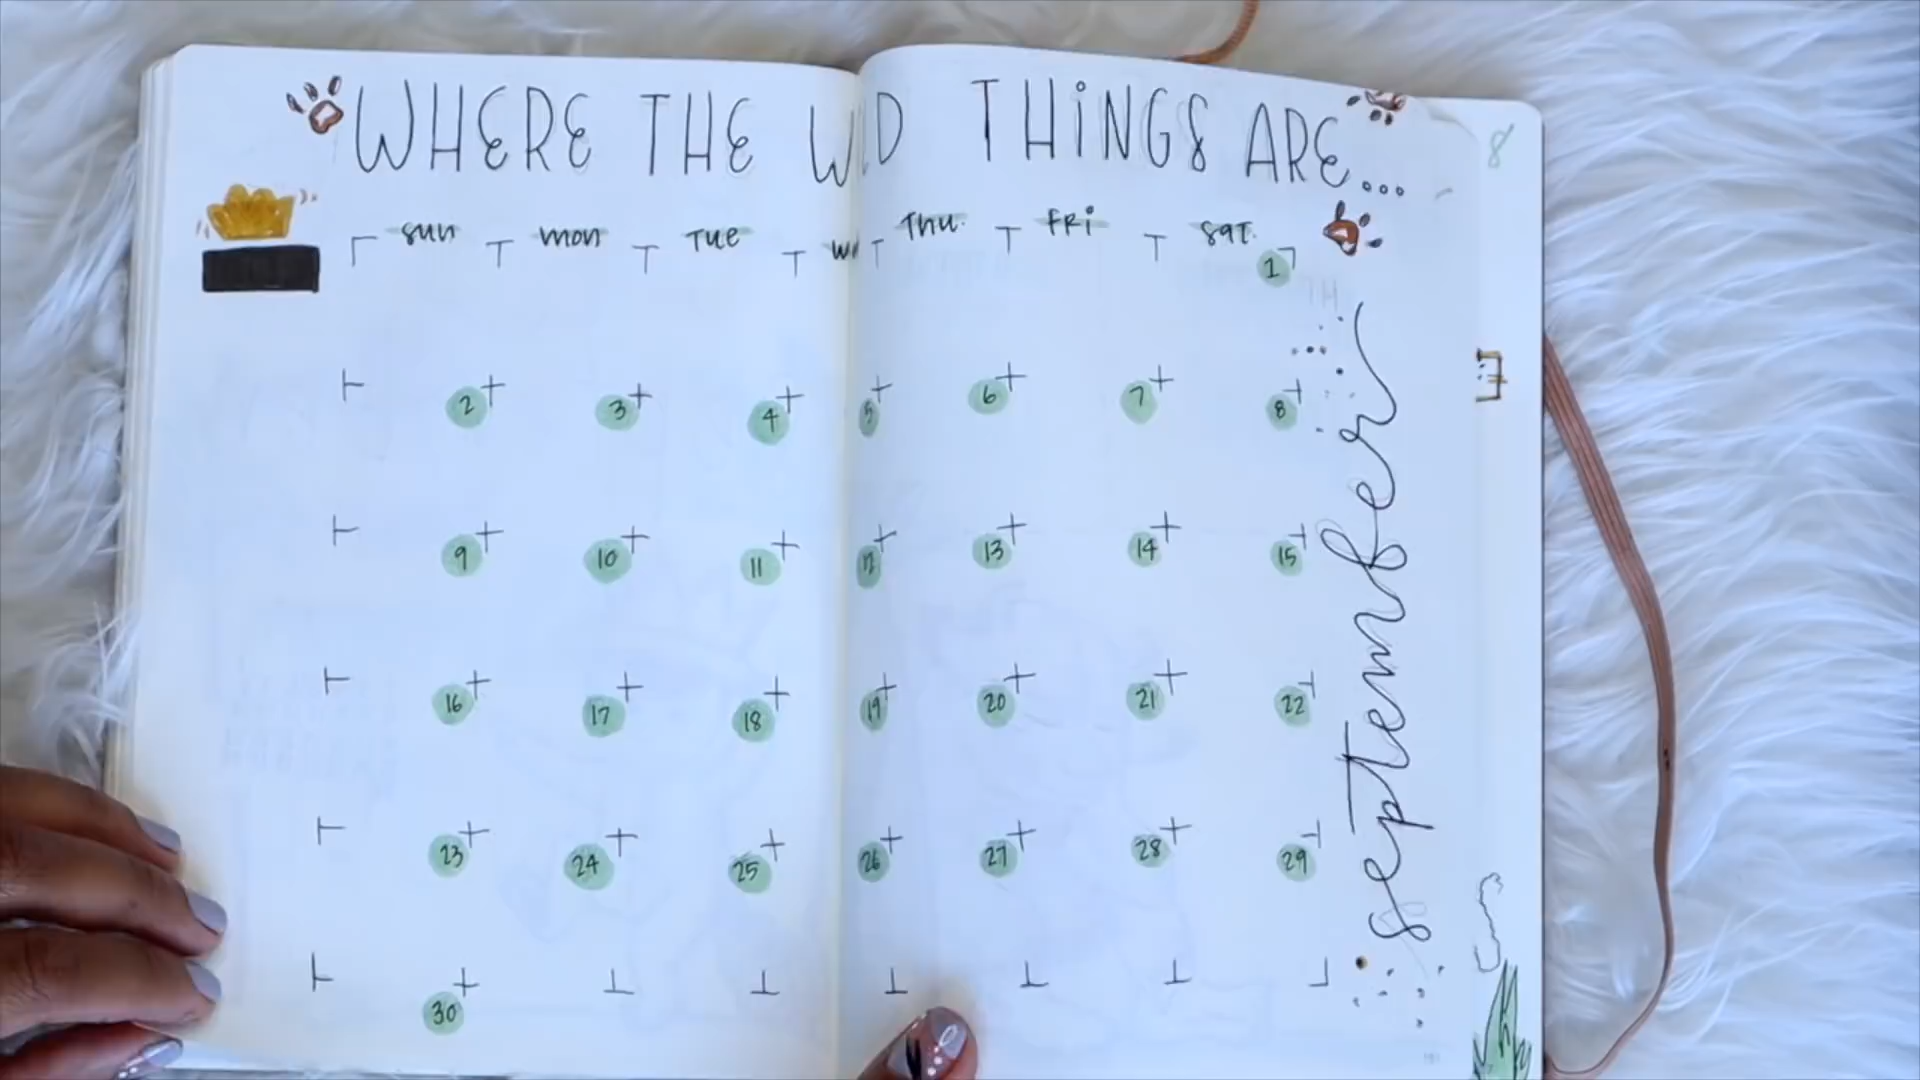 WHERE THE W D THiNGS ARE...
8
sun mon Tue We Thu. FRi SAT.
1
2 3 4 5 6 7 8
9 10 11 12 13 14 15
16 17 18 19 20 21 22
23 24 25 26 27 28 29
30
september